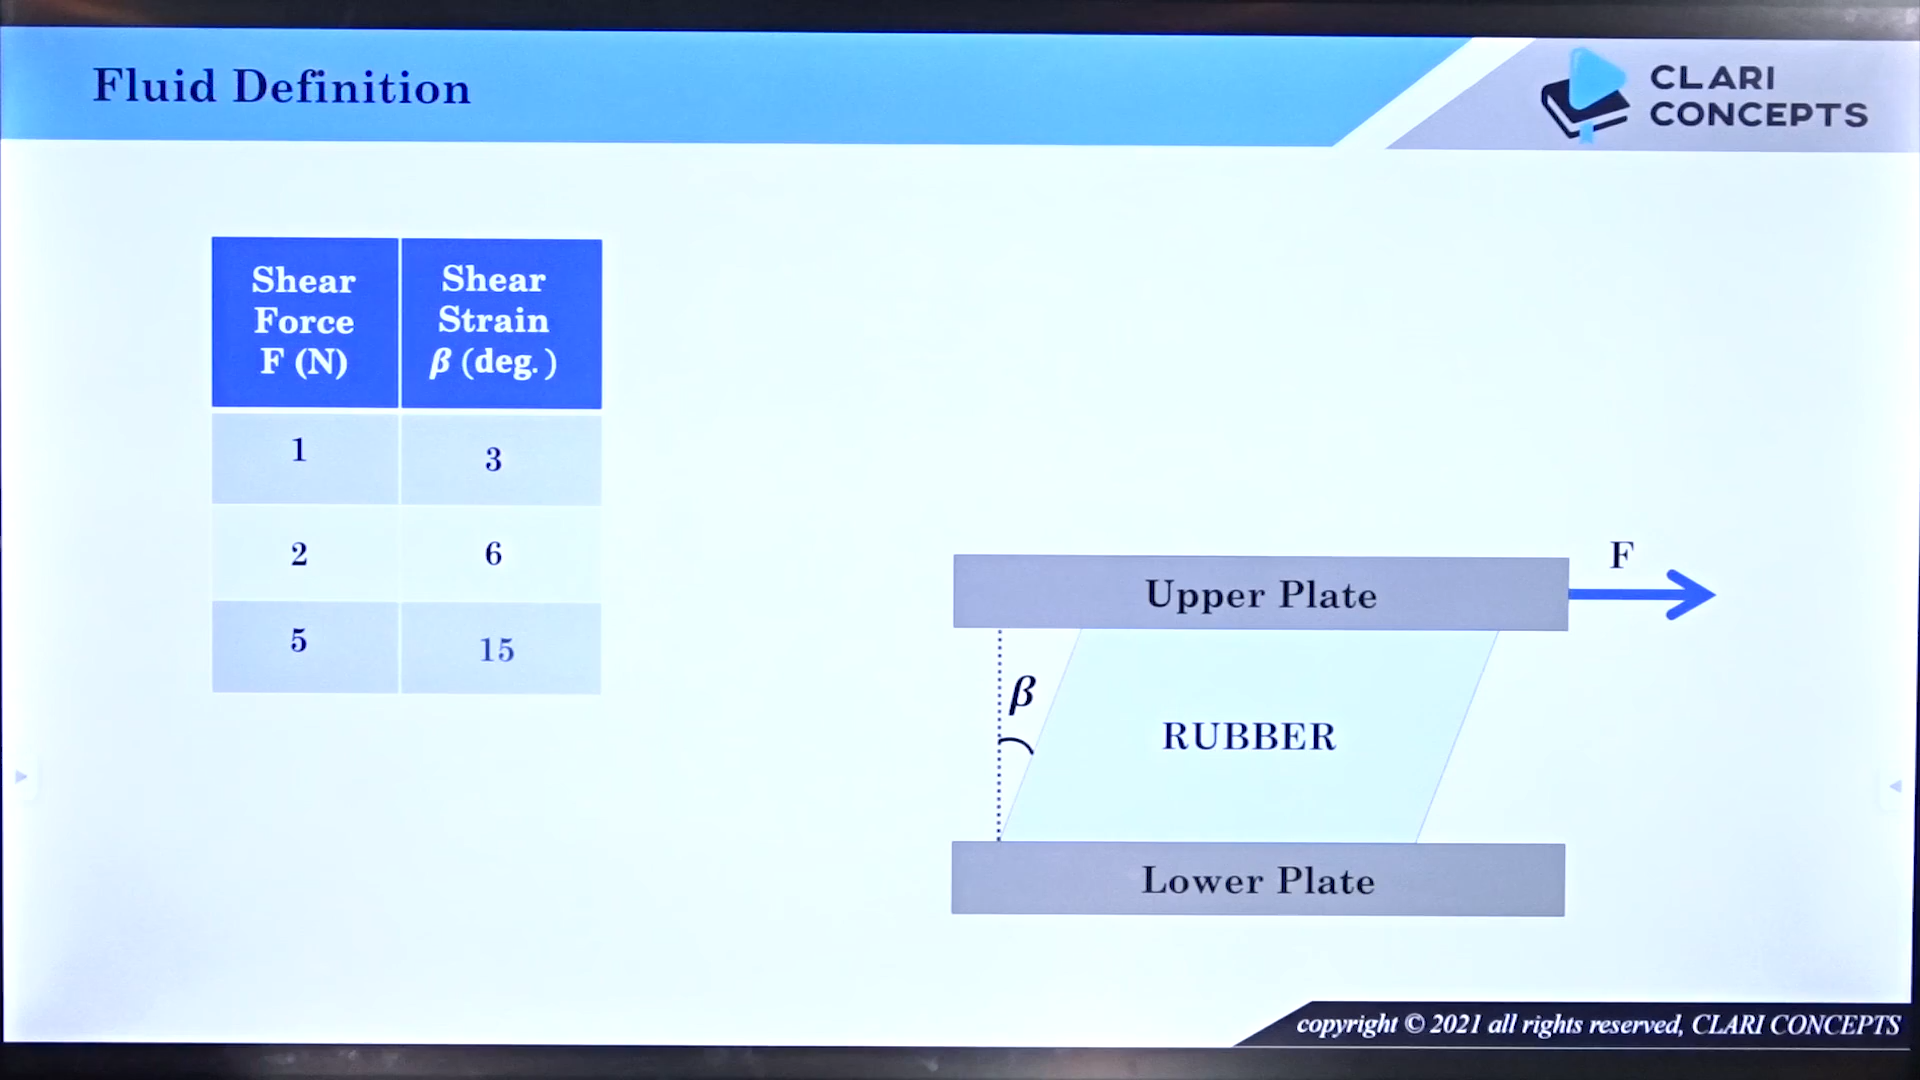 Fluid Definition
CLARI
CONCEPTS
Shear
Force
F (N)
Shear
Strain
β (deg.)
1
3
2
6
5
15
F
Upper Plate
β
RUBBER
Lower Plate
copyright © 2021 all rights reserved, CLARI CONCEPTS